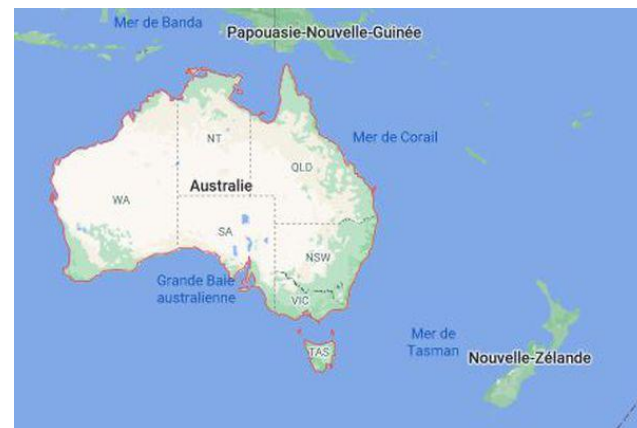 Mer de Banda
Papouasie-Nouvelle-Guinée
Mer de Corail
NT
QLD
Australie
WA
SA
NSW
Grande Baie
australienne
VIC
Mer de
Tasman
TAS
Nouvelle-Zélande